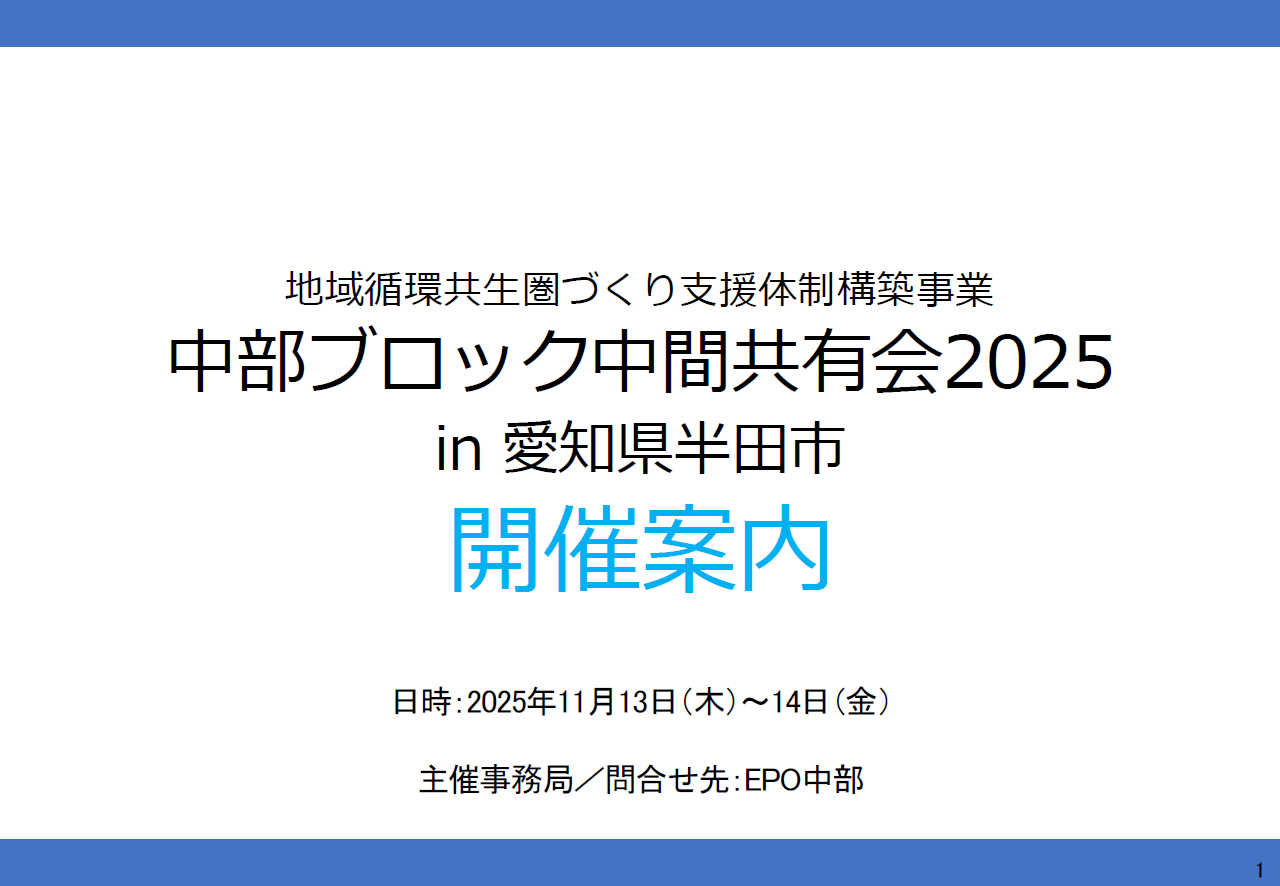 地域循環共生圏づくり支援体制構築事業
中部ブロック中間共有会2025
in 愛知県半田市
開催案内
日時：2025年11月13日（木）～14日（金）
主催事務局／問合せ先：EPO中部
1